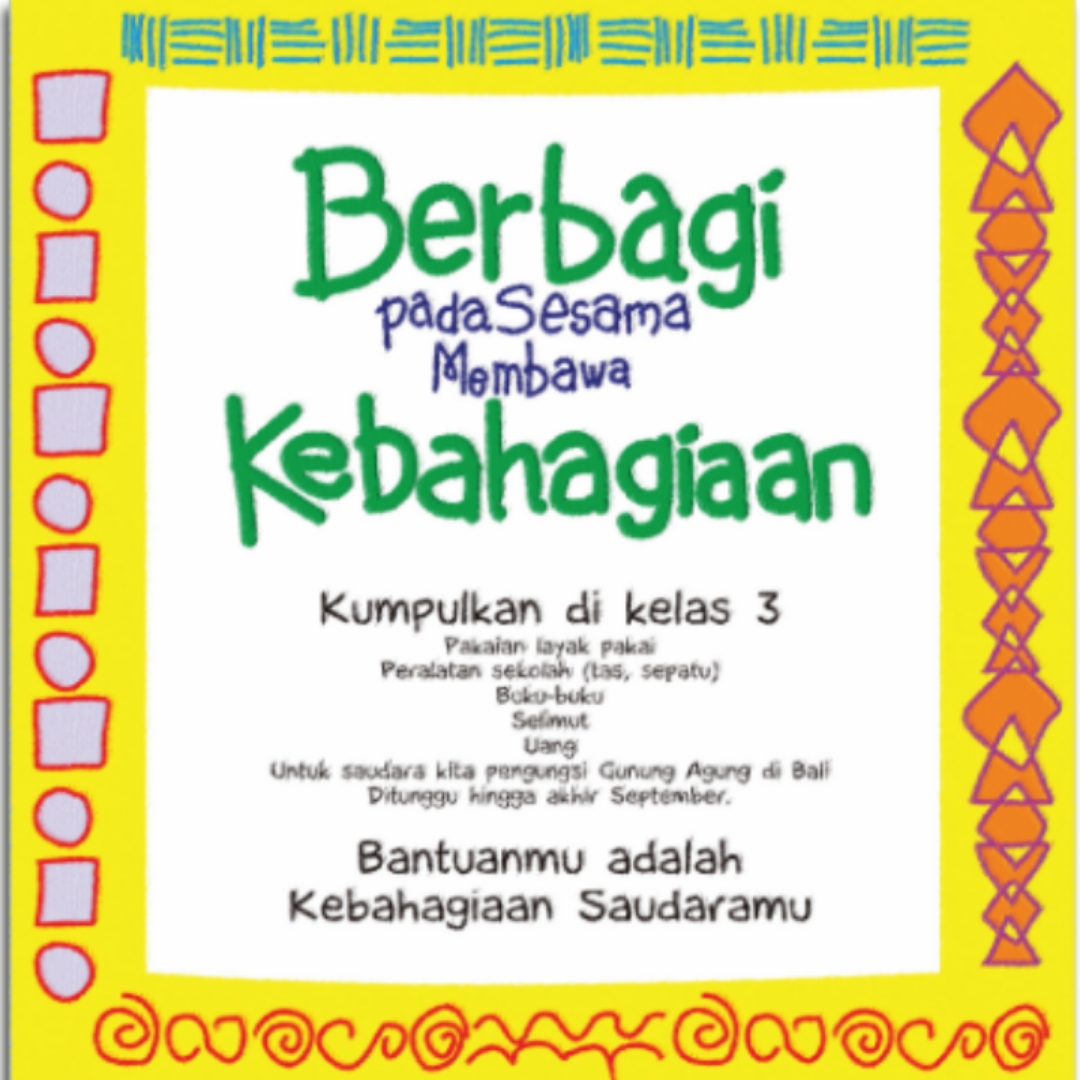 Berbagi
pada Sesama
Membawa
Kebahagiaan
Kumpulkan di kelas 3
Pakaian layak pakai
Peralatan sekolah (tas, sepatu)
Buku-buku
Selimut
Uang
Untuk saudara kita pengungsi Gunung Agung di Bali
Ditunggu hingga akhir September.
Bantuanmu adalah
Kebahagiaan Saudaramu